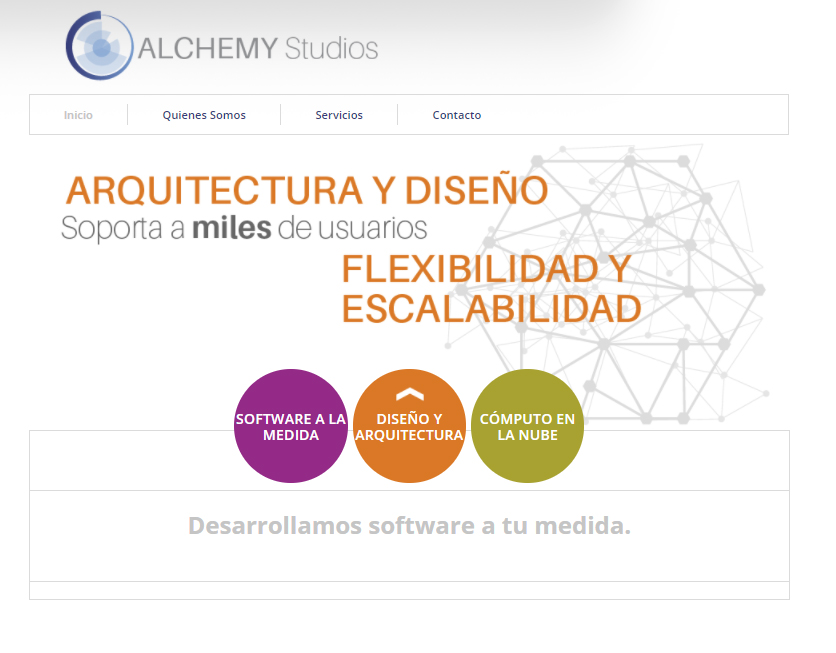 ALCHEMY Studios
Inicio
Quienes Somos
Servicios
Contacto
ARQUITECTURA Y DISEÑO
Soporta a miles de usuarios
FLEXIBILIDAD Y
ESCALABILIDAD
SOFTWARE A LA
MEDIDA
DISEÑO Y
ARQUITECTURA
CÓMPUTO EN
LA NUBE
Desarrollamos software a tu medida.